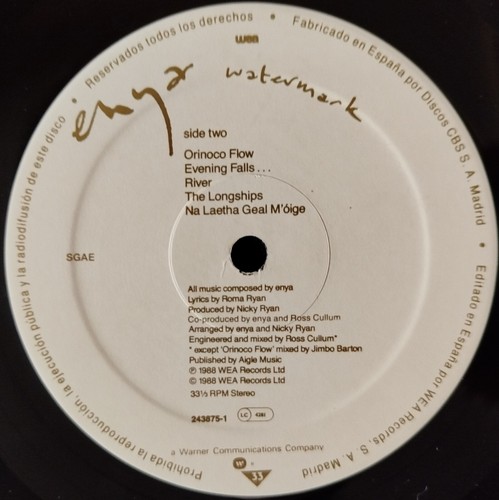 Reservados todos los derechos • Fabricado en España por Discos CBS S. A. Madrid • Editado en España por WEA Records, S. A. Madrid
Prohibida la reproducción, la ejecución pública y la radiodifusión de este disco
wea
enya watermark
side two
Orinoco Flow
Evening Falls...
River
The Longships
Na Laetha Geal M'óige
SGAE
All music composed by enya
Lyrics by Roma Ryan
Produced by Nicky Ryan
Co-produced by enya and Ross Cullum
Arranged by enya and Nicky Ryan
Engineered and mixed by Ross Cullum*
* except 'Orinoco Flow' mixed by Jimbo Barton
Published by Aigle Music
℗ 1988 WEA Records Ltd
© 1988 WEA Records Ltd
33⅓ RPM Stereo
243875-1 LC 4281
a Warner Communications Company
33